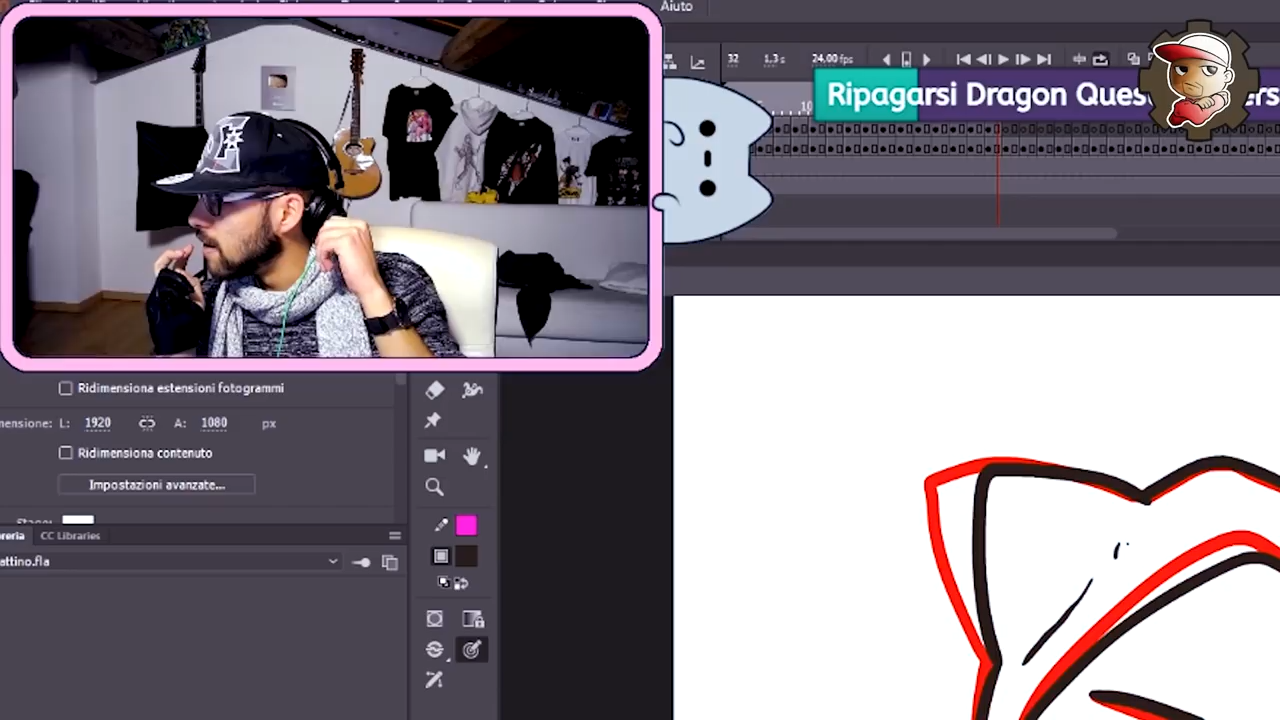 Aiuto
32 1,3 s 24.00 fps
Ripagarsi Dragon Ques
Ridimensiona estensioni fotogrammi
mensione: L: 1920 A: 1080 px
Ridimensiona contenuto
Impostazioni avanzate...
Stage:
reria CC Libraries
attino.fla